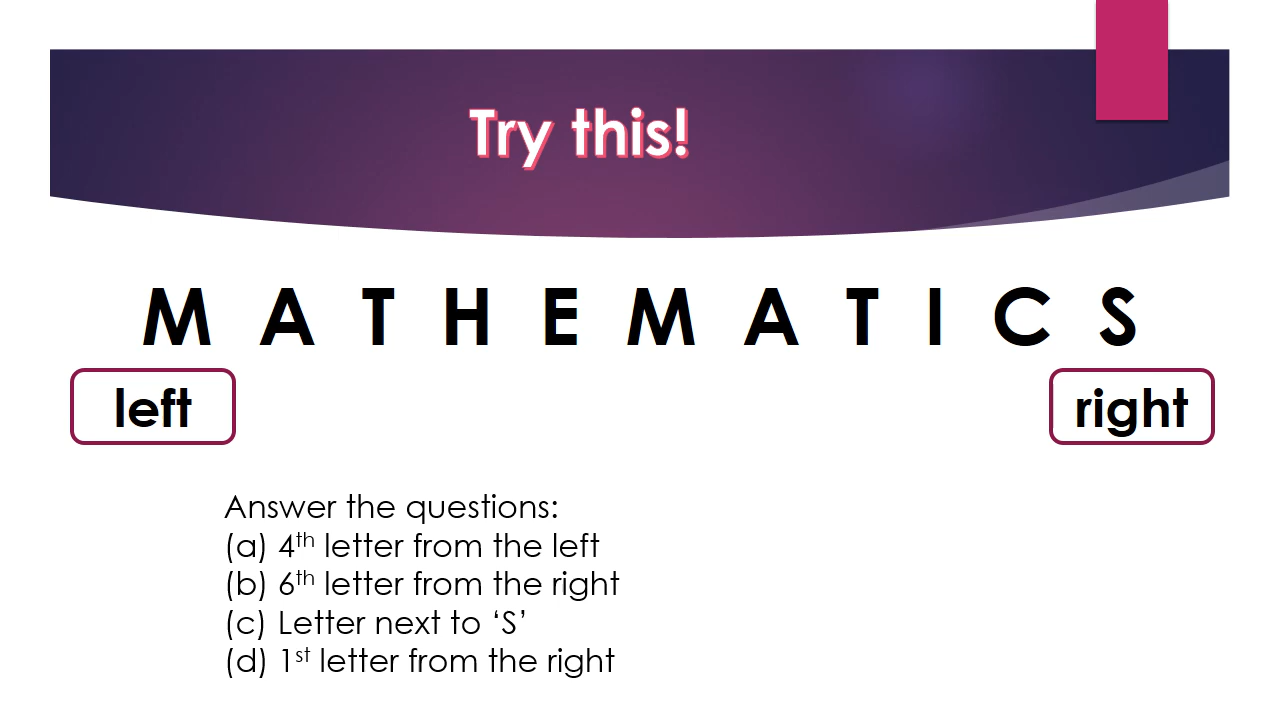 Try this!
M A T H E M A T I C S
left
right
Answer the questions:
(a) 4th letter from the left
(b) 6th letter from the right
(c) Letter next to ‘S’
(d) 1st letter from the right